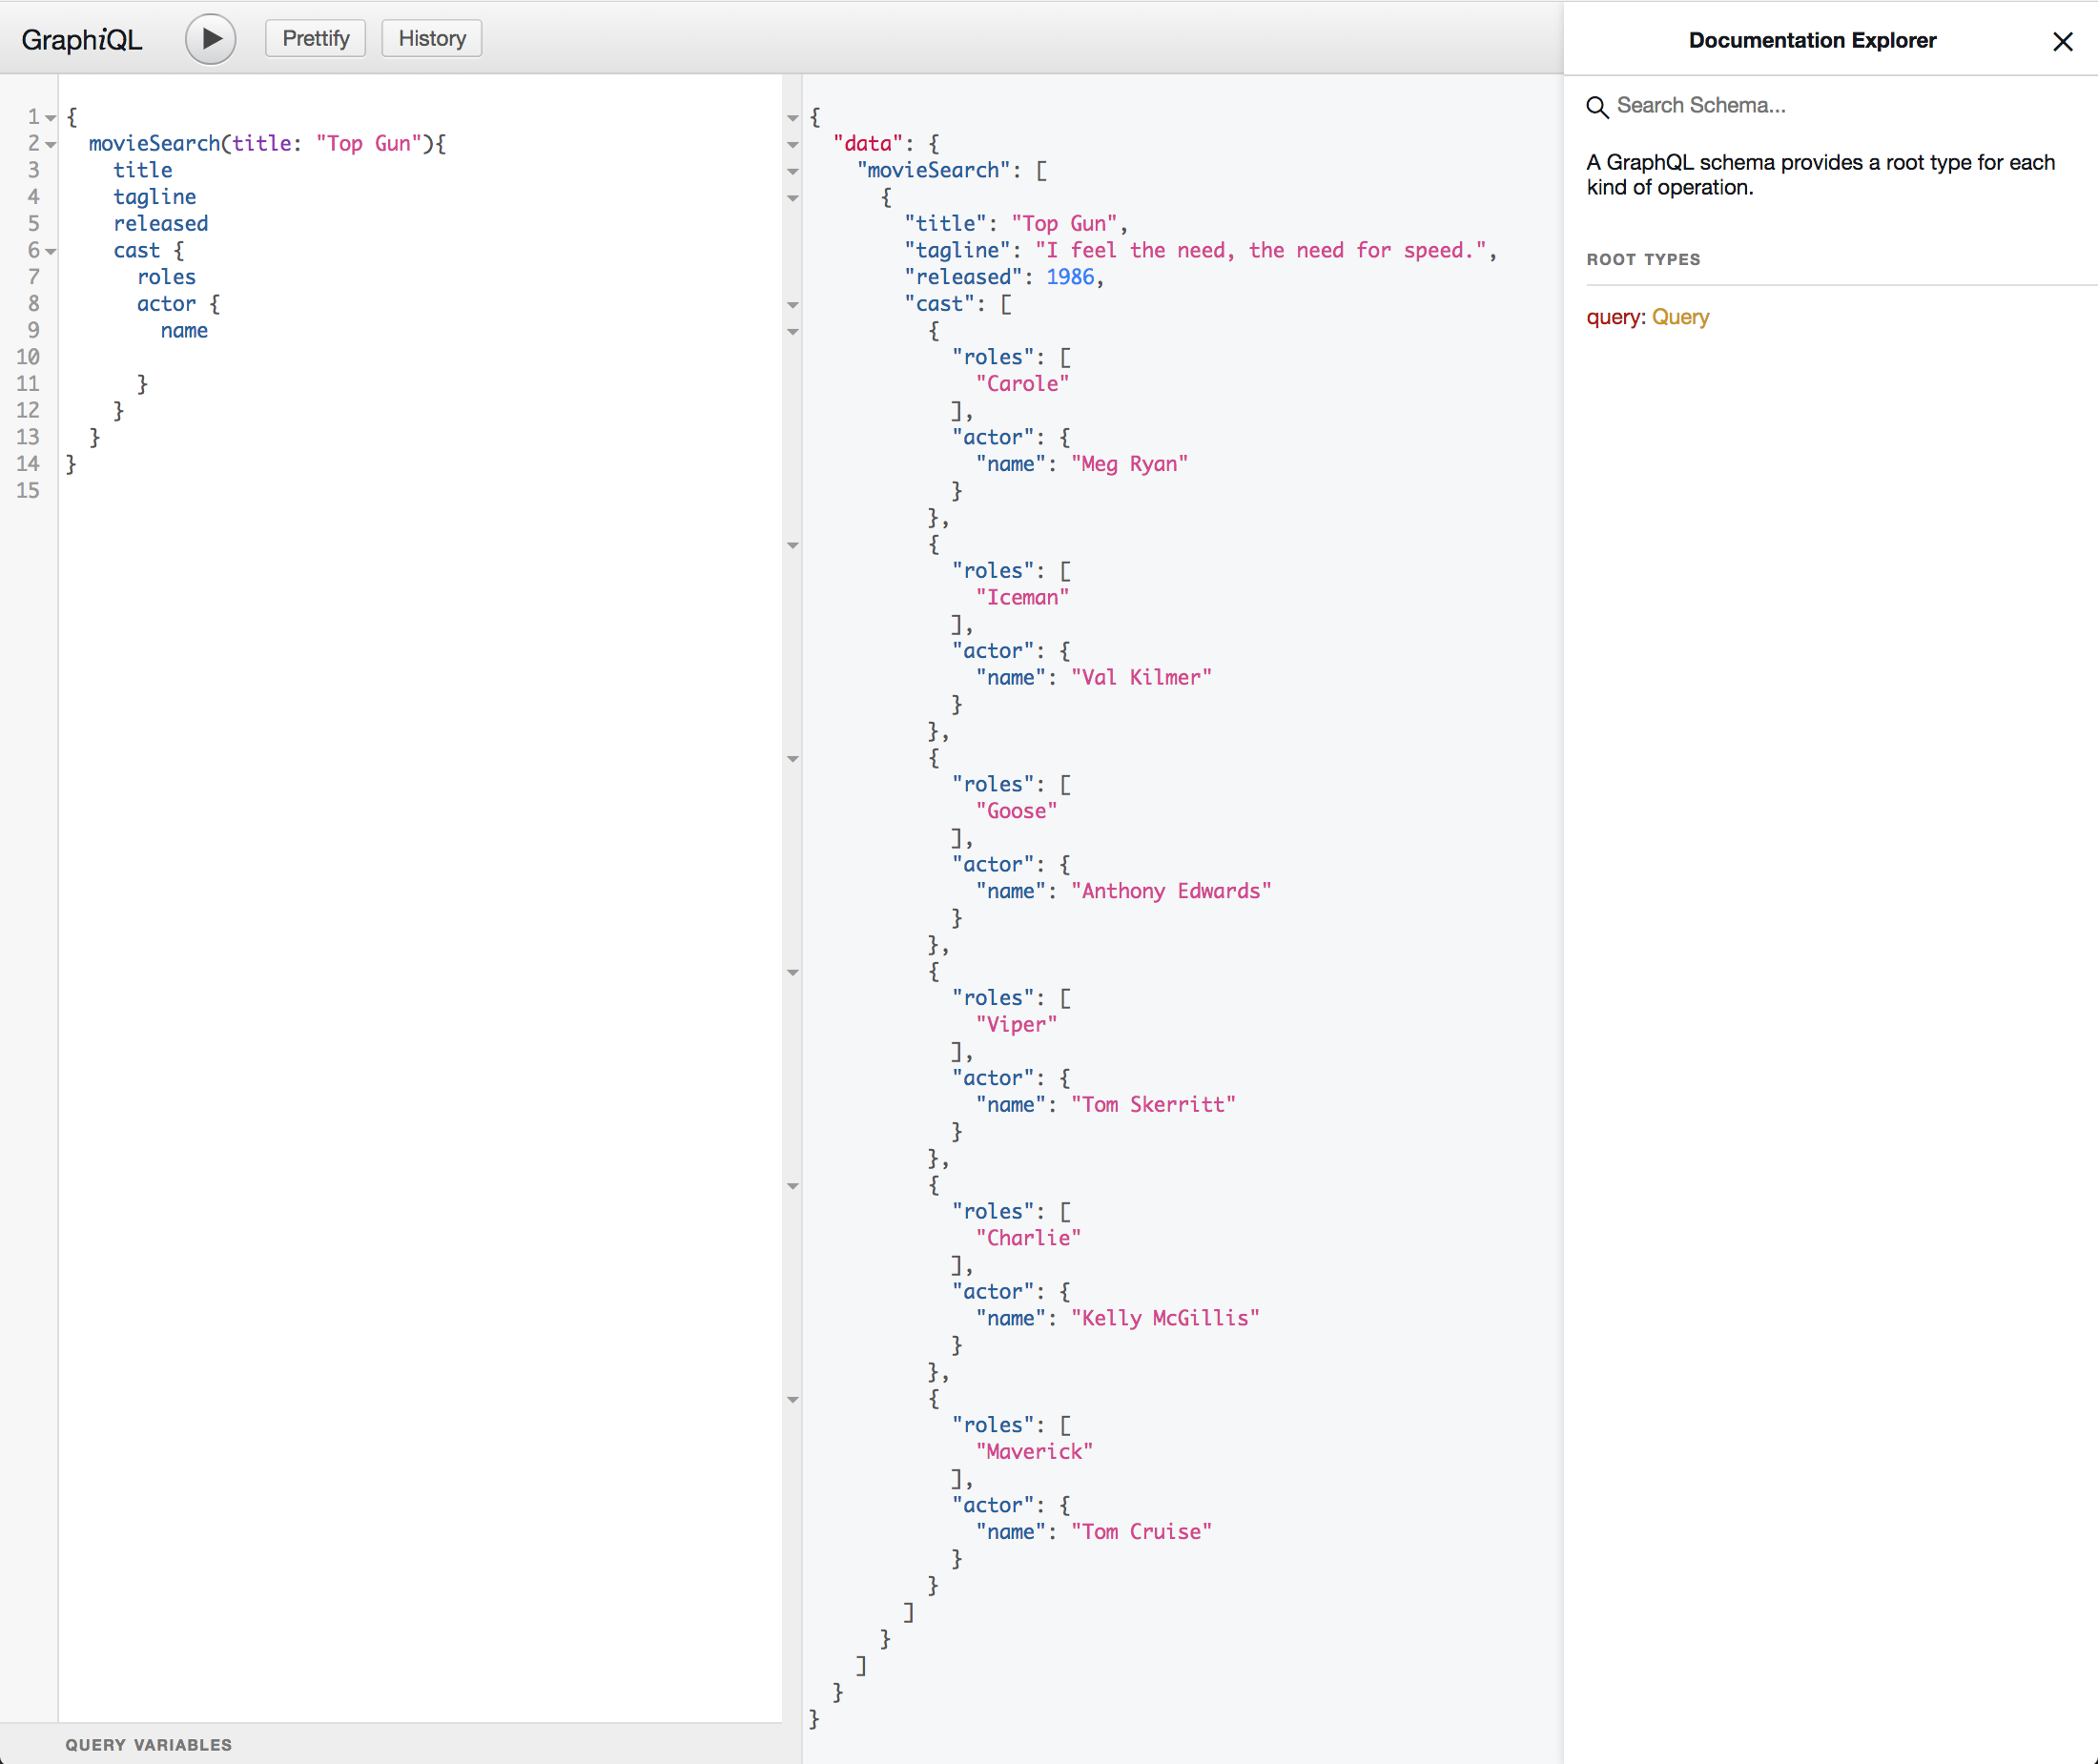 GraphiQL Prettify History
1 {
2 movieSearch(title: "Top Gun"){
3 title
4 tagline
5 released
6 cast {
7 roles
8 actor {
9 name
10
11 }
12 }
13 }
14 }
15
QUERY VARIABLES
{
"data": {
"movieSearch": [
{
"title": "Top Gun",
"tagline": "I feel the need, the need for speed.",
"released": 1986,
"cast": [
{
"roles": [
"Carole"
],
"actor": {
"name": "Meg Ryan"
}
},
{
"roles": [
"Iceman"
],
"actor": {
"name": "Val Kilmer"
}
},
{
"roles": [
"Goose"
],
"actor": {
"name": "Anthony Edwards"
}
},
{
"roles": [
"Viper"
],
"actor": {
"name": "Tom Skerritt"
}
},
{
"roles": [
"Charlie"
],
"actor": {
"name": "Kelly McGillis"
}
},
{
"roles": [
"Maverick"
],
"actor": {
"name": "Tom Cruise"
}
}
]
}
]
}
}
Documentation Explorer
Search Schema...
A GraphQL schema provides a root type for each
kind of operation.
ROOT TYPES
query: Query